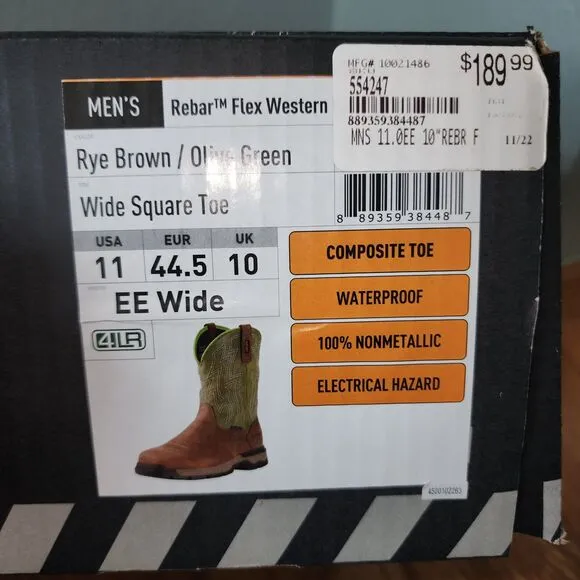 MFG# 10021486
$189.99
554247
889359384487
MNS 11.0EE 10"REBR F
11/22
MEN'S
Rebar™ Flex Western
Rye Brown / Olive Green
Wide Square Toe
8 89359 38448 7
USA EUR UK
11 44.5 10
EE Wide
4LR
COMPOSITE TOE
WATERPROOF
100% NONMETALLIC
ELECTRICAL HAZARD